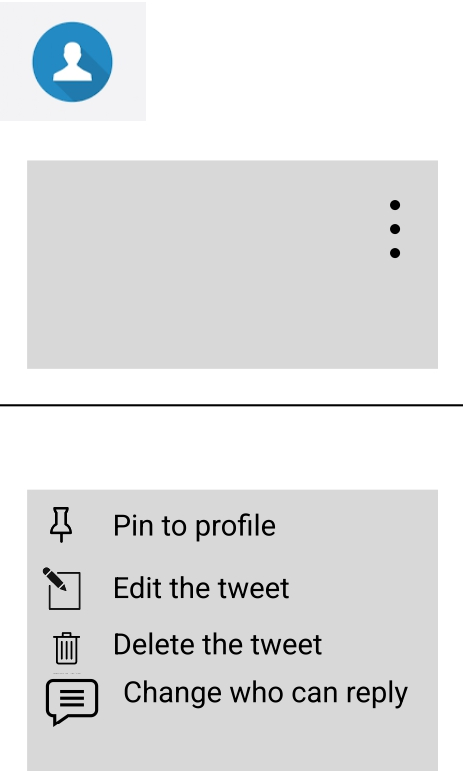 Pin to profile
Edit the tweet
Delete the tweet
Change who can reply